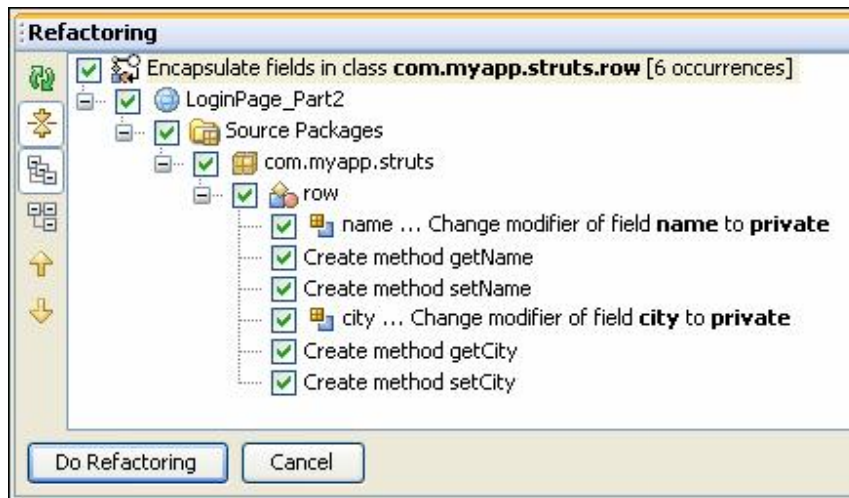 Refactoring
Encapsulate fields in class com.myapp.struts.row [6 occurrences]
LoginPage_Part2
Source Packages
com.myapp.struts
row
name ... Change modifier of field name to private
Create method getName
Create method setName
city ... Change modifier of field city to private
Create method getCity
Create method setCity
Do Refactoring Cancel